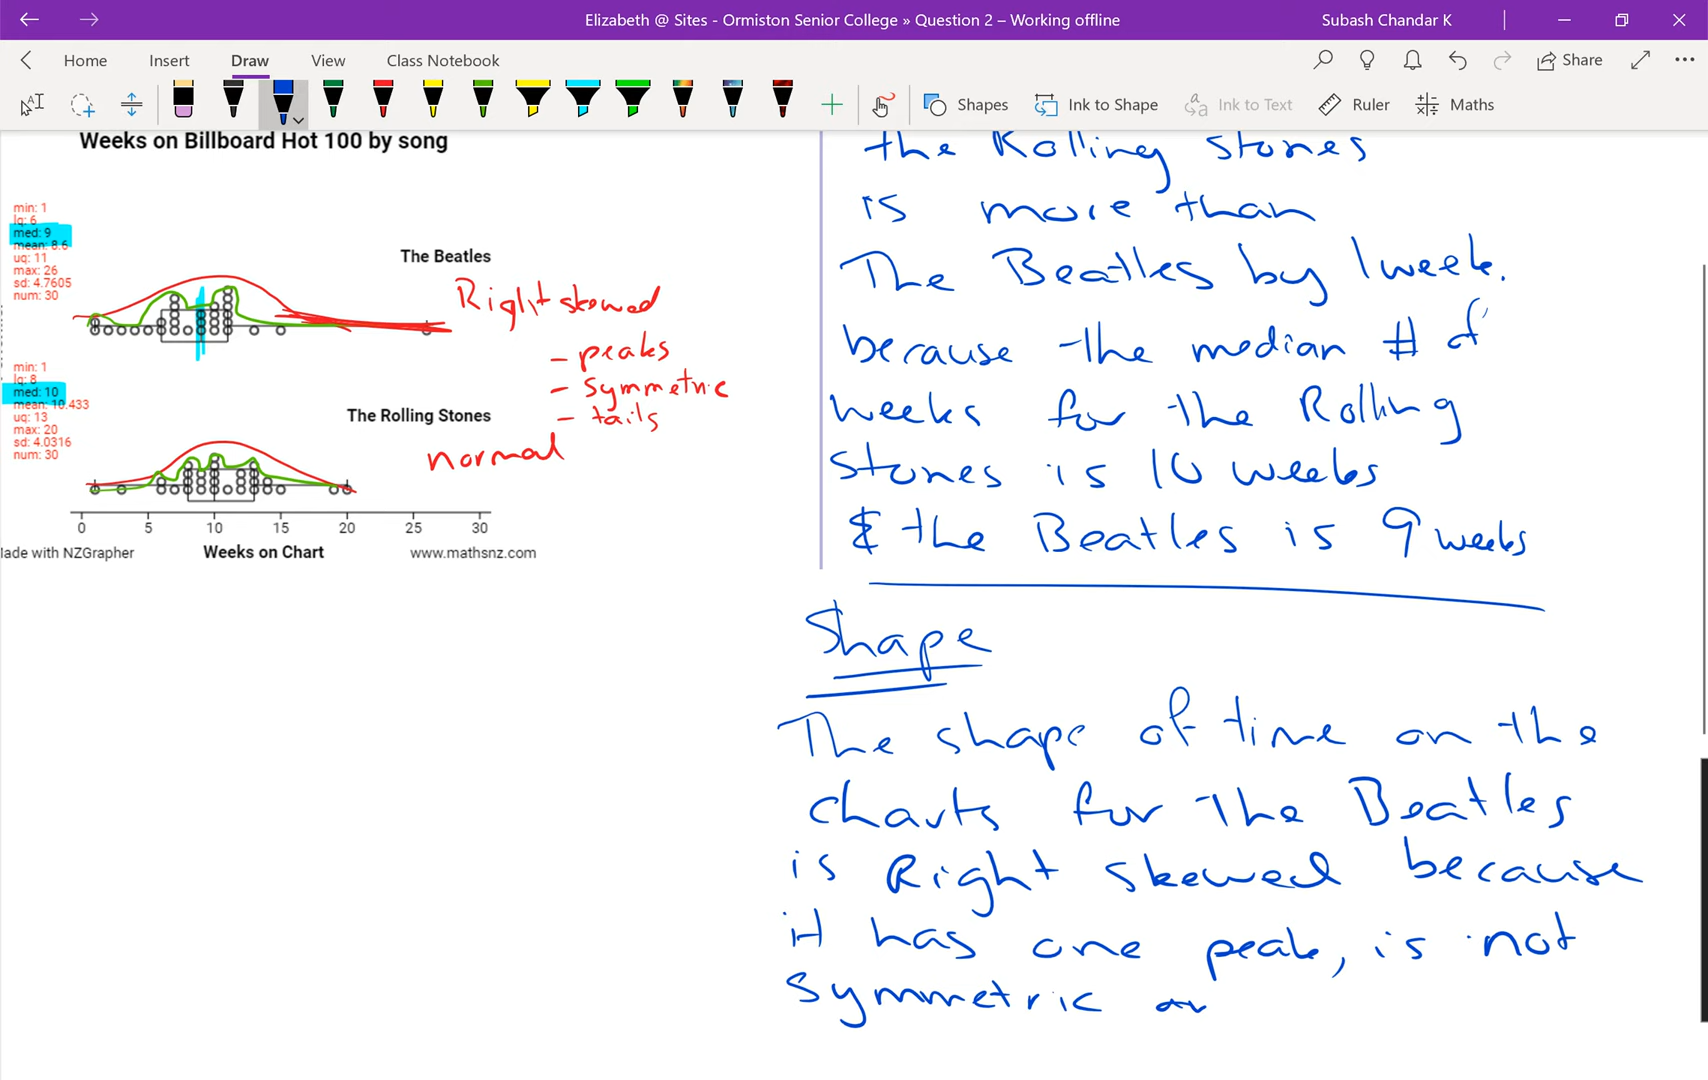 Elizabeth @ Sites - Ormiston Senior College » Question 2 – Working offline
Subash Chandar K
Home
Insert
Draw
View
Class Notebook
Share
Shapes
Ink to Shape
Ink to Text
Ruler
Maths
Weeks on Billboard Hot 100 by song
min: 1
lq: 6
med: 9
mean: 8.6
uq: 11
max: 26
sd: 4.7605
num: 30
The Beatles
Right skewed
- peaks
- symmetric
- tails
min: 1
lq: 8
med: 10
mean: 10.433
uq: 13
max: 20
sd: 4.0316
num: 30
The Rolling Stones
normal
0 5 10 15 20 25 30
lade with NZGrapher
Weeks on Chart
www.mathsnz.com
the Rolling Stones
is more than
The Beatles by 1 week.
because the median # of
weeks for the Rolling
Stones is 10 weeks
& the Beatles is 9 weeks
Shape
The shape of time on the
charts for the Beatles
is Right skewed because
it has one peak, is not
symmetric